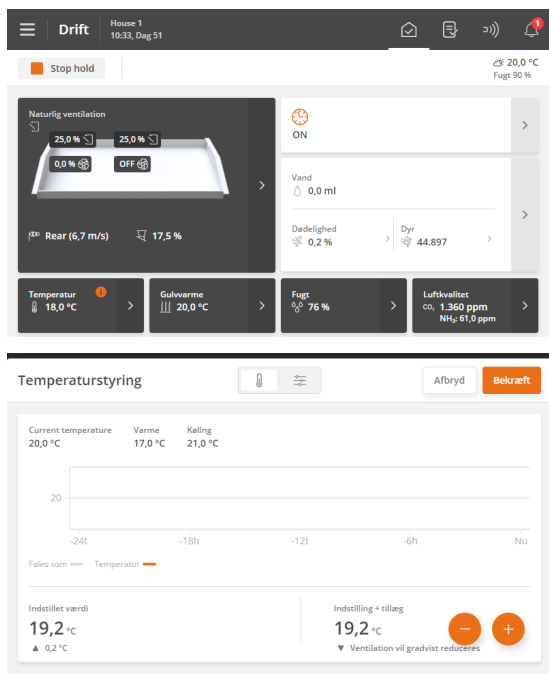 Drift
House 1
10:33, Dag 51
1
Stop hold
20,0 °C
Fugt 90 %
Naturlig ventilation
25,0 %
25,0 %
0,0 %
OFF
Rear (6,7 m/s)
17,5 %
ON
Vand
0,0 ml
Dødelighed
0,2 %
Dyr
44.897
Temperatur
18,0 °C
Gulvvarme
20,0 °C
Fugt
76 %
Luftkvalitet
CO₂ 1.360 ppm
NH₃: 61,0 ppm
Temperaturstyring
Afbryd
Bekræft
Current temperature
20,0 °C
Varme
17,0 °C
Køling
21,0 °C
20
-24t
-18h
-12t
-6h
Nu
Føles som
Temperatur
Indstillet værdi
19,2 °C
▲ 0,2 °C
Indstilling + tillæg
19,2 °C
▼ Ventilation vil gradvist reduceres